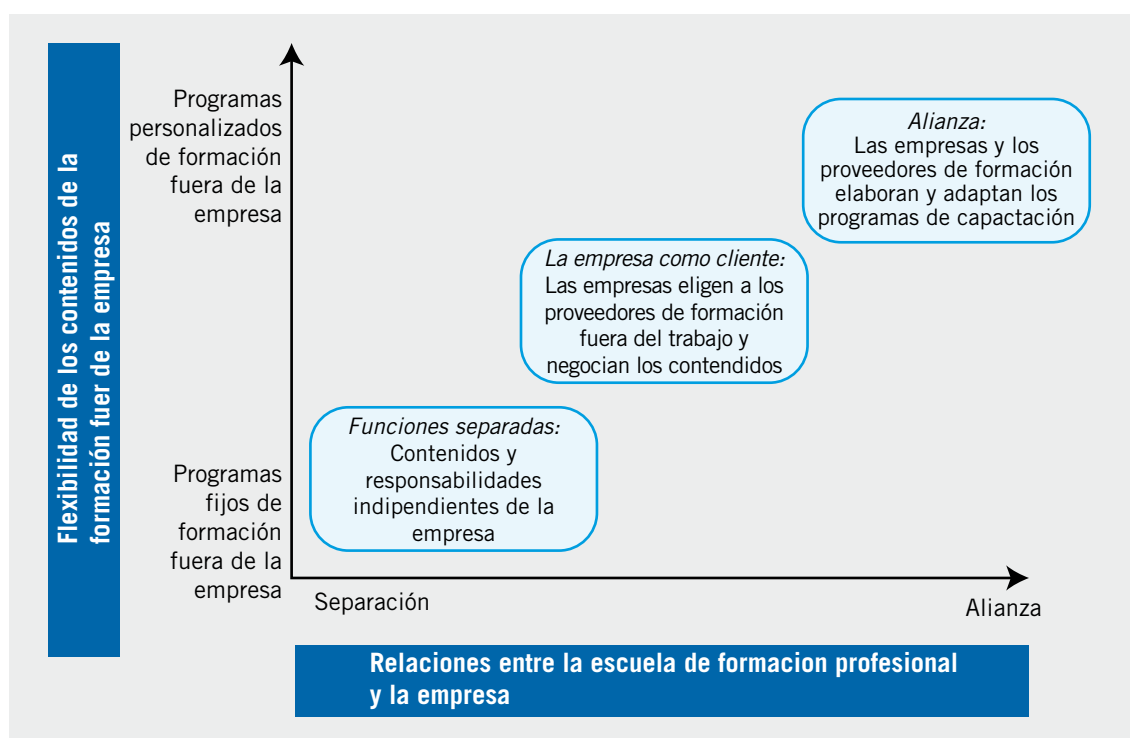 Flexibilidad de los contenidos de la
formación fuer de la empresa
Programas
personalizados
de formación
fuera de la
empresa
Programas
fijos de
formación
fuera de la
empresa
Alianza:
Las empresas y los
proveedores de formación
elaboran y adaptan los
programas de capactación
La empresa como cliente:
Las empresas eligen a los
proveedores de formación
fuera del trabajo y
negocian los contendidos
Funciones separadas:
Contenidos y
responsabilidades
indipendientes de la
empresa
Separación
Alianza
Relaciones entre la escuela de formacion profesional
y la empresa